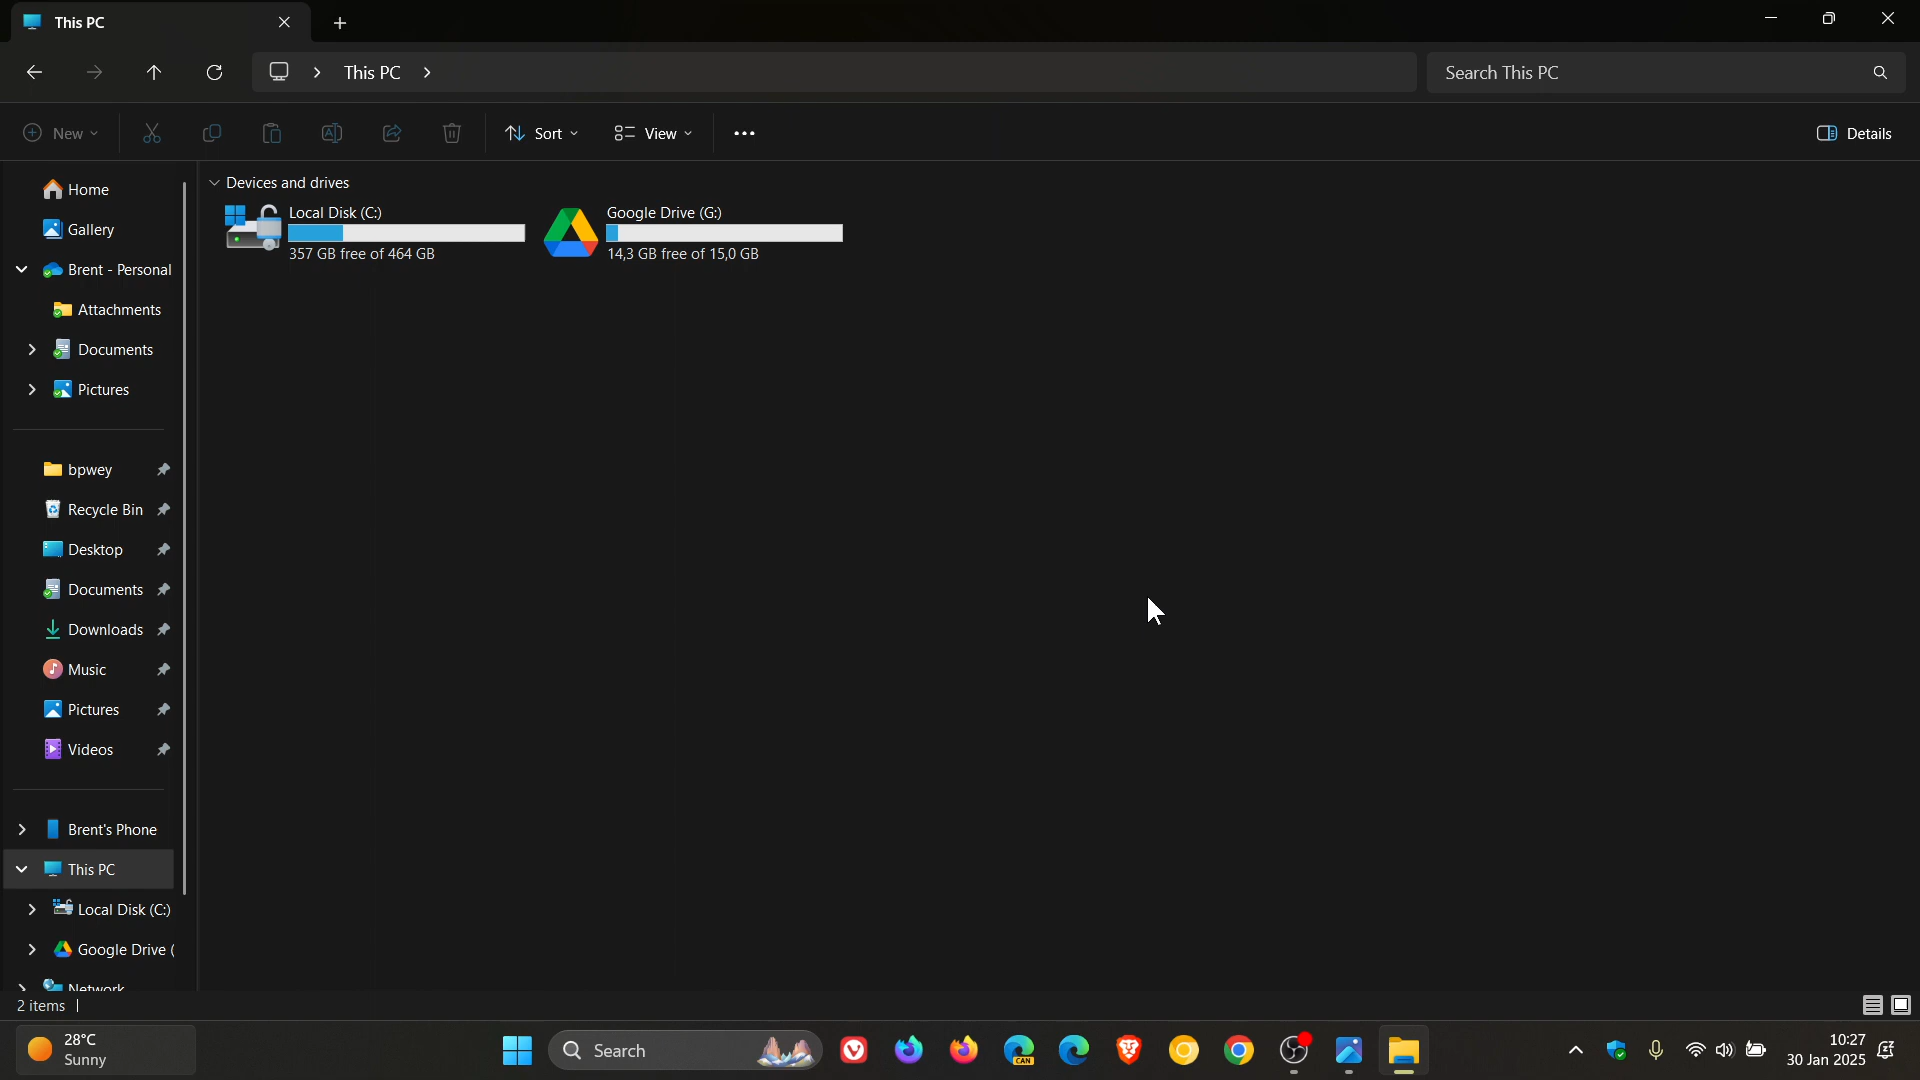 This PC
This PC
Search This PC
New
Sort
View
Details
Home
Gallery
Brent - Personal
Attachments
Documents
Pictures
bpwey
Recycle Bin
Desktop
Documents
Downloads
Music
Pictures
Videos
Brent's Phone
This PC
Local Disk (C:)
Google Drive (
Network
Devices and drives
Local Disk (C:)
357 GB free of 464 GB
Google Drive (G:)
14,3 GB free of 15,0 GB
2 items
28°C
Sunny
Search
CAN
10:27
30 Jan 2025